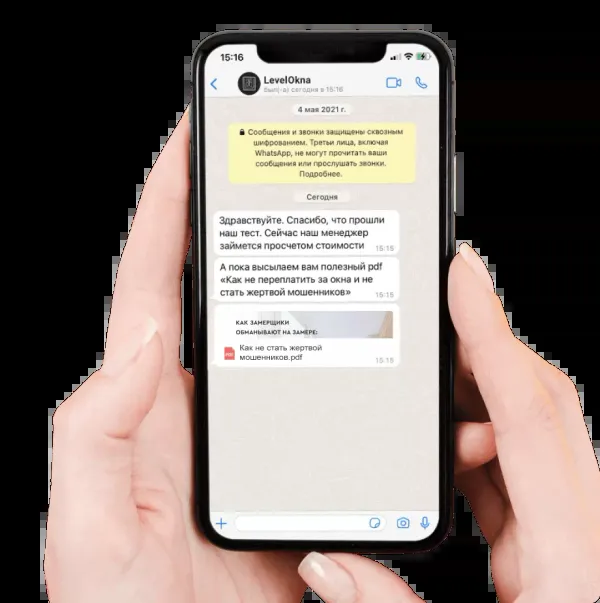 15:16
LevelOkna
был(-а) сегодня в 15:16
4 мая 2021 г.
Сообщения и звонки защищены сквозным
шифрованием. Третьи лица, включая
WhatsApp, не могут прочитать ваши
сообщения или прослушать звонки.
Подробнее.
Сегодня
Здравствуйте. Спасибо, что прошли
наш тест. Сейчас наш менеджер
займется просчетом стоимости 15:15
А пока высылаем вам полезный pdf
«Как не переплатить за окна и не
стать жертвой мошенников» 15:15
КАК ЗАМЕРЩИКИ
ОБМАНЫВАЮТ НА ЗАМЕРЕ:
Как не стать жертвой
мошенников.pdf 15:15